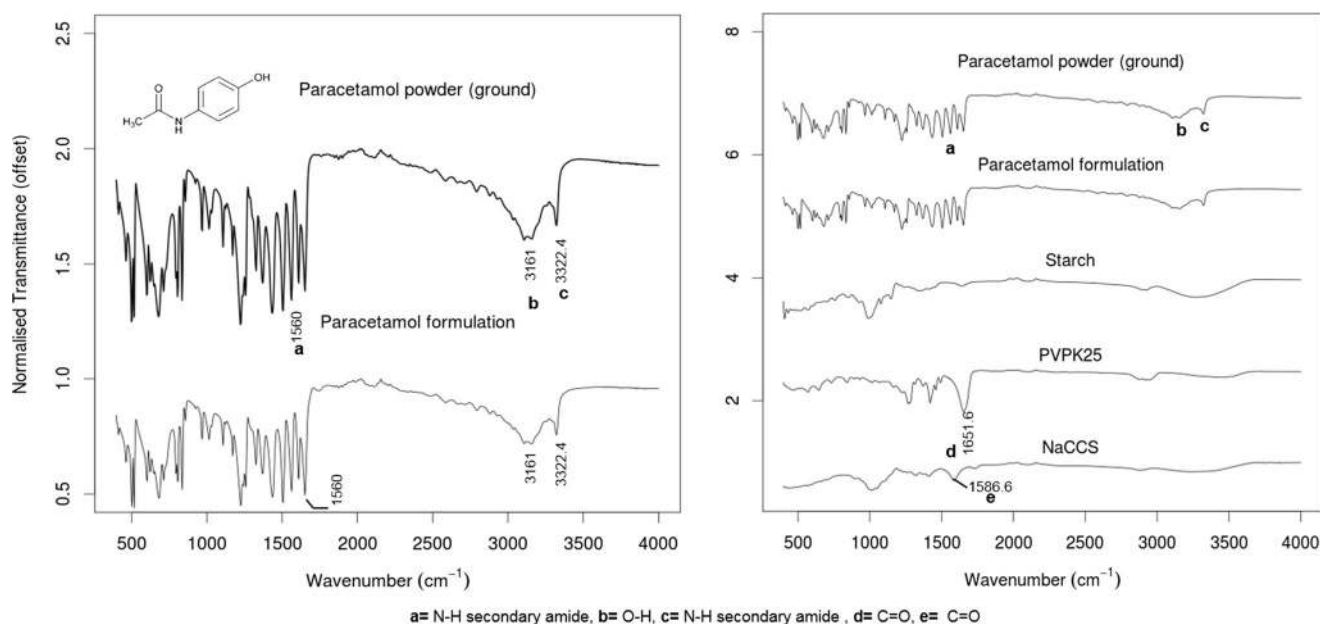 2.5
2.0
1.5
1.0
0.5
Normalised Transmittance (offset)
O
OH
H₃C
N
H
Paracetamol powder (ground)
3161
3322.4
b
c
1560
a
Paracetamol formulation
3161
3322.4
1560
500 1000 1500 2000 2500 3000 3500 4000
Wavenumber (cm⁻¹)
8
6
4
2
Paracetamol powder (ground)
a
b
c
Paracetamol formulation
Starch
PVPK25
1651.6
d
NaCCS
1586.6
e
500 1000 1500 2000 2500 3000 3500 4000
Wavenumber (cm⁻¹)
a= N-H secondary amide, b= O-H, c= N-H secondary amide , d= C=O, e= C=O